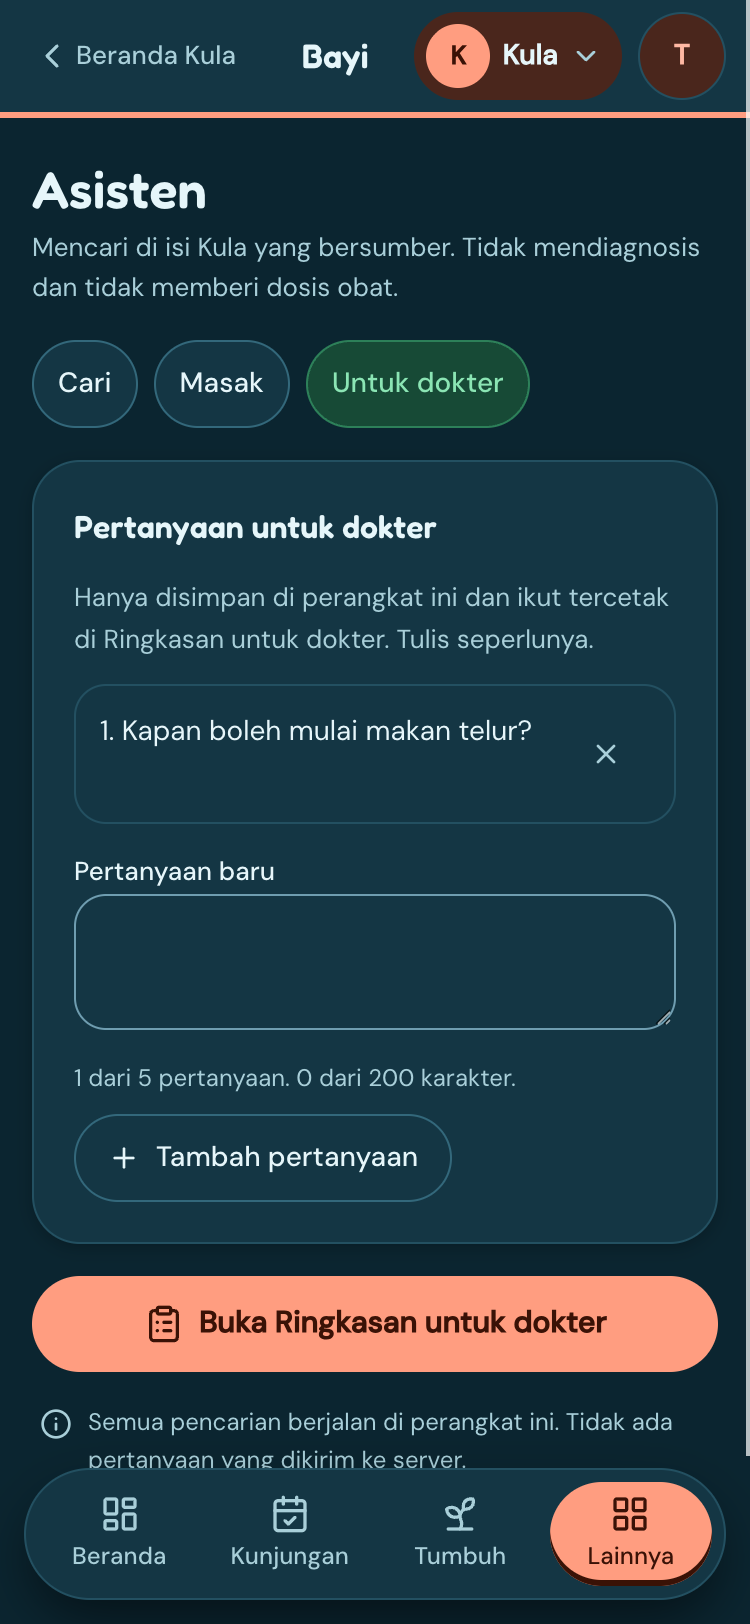 Beranda Kula
Bayi
K
Kula
T
Asisten
Mencari di isi Kula yang bersumber. Tidak mendiagnosis
dan tidak memberi dosis obat.
Cari
Masak
Untuk dokter
Pertanyaan untuk dokter
Hanya disimpan di perangkat ini dan ikut tercetak
di Ringkasan untuk dokter. Tulis seperlunya.
1. Kapan boleh mulai makan telur?
Pertanyaan baru
1 dari 5 pertanyaan. 0 dari 200 karakter.
Tambah pertanyaan
Buka Ringkasan untuk dokter
Semua pencarian berjalan di perangkat ini. Tidak ada
pertanyaan yang dikirim ke server.
Beranda
Kunjungan
Tumbuh
Lainnya